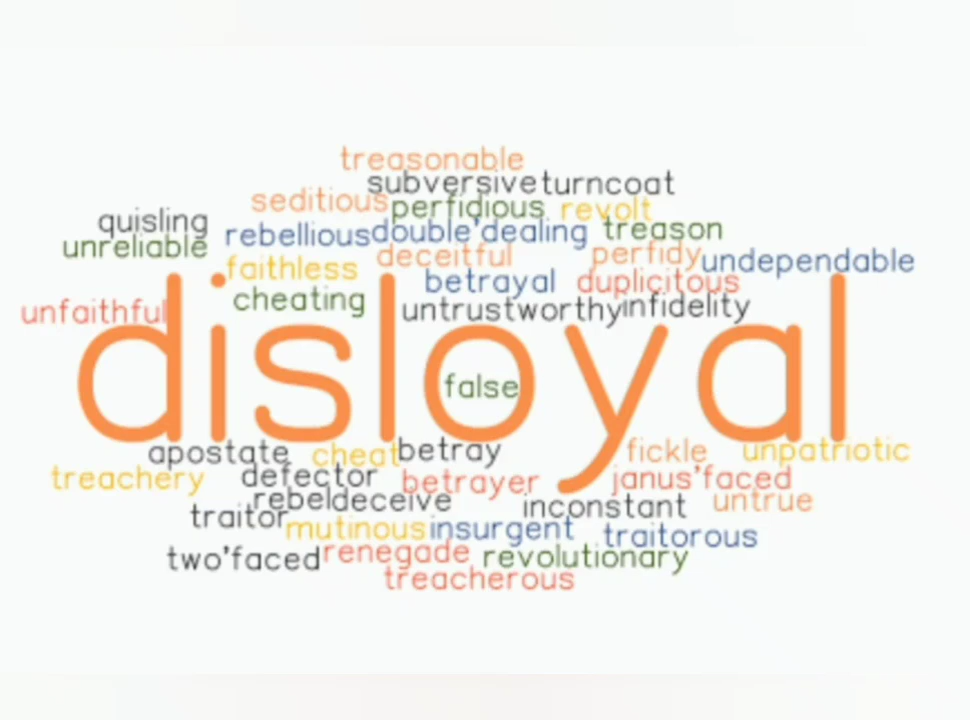 treasonable
subversive turncoat
seditious perfidious revolt
quisling
rebellious double'dealing treason
unreliable
deceitful perfidy undependable
faithless
betrayal duplicitous
cheating
unfaithful untrustworthy infidelity
disloyal
false
apostate cheat betray fickle unpatriotic
treachery defector betrayer janus'faced
rebel deceive inconstant untrue
traitor mutinous insurgent traitorous
two'faced renegade revolutionary
treacherous